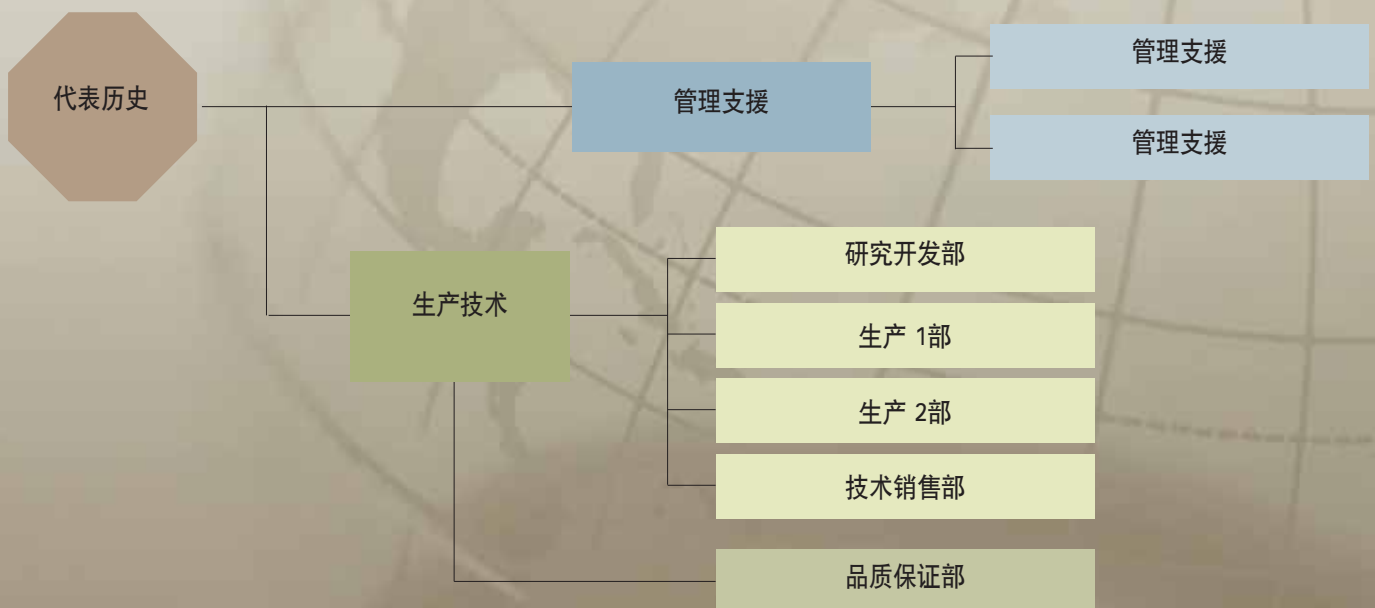 代表历史
管理支援
管理支援
管理支援
生产技术
研究开发部
生产 1部
生产 2部
技术销售部
品质保证部